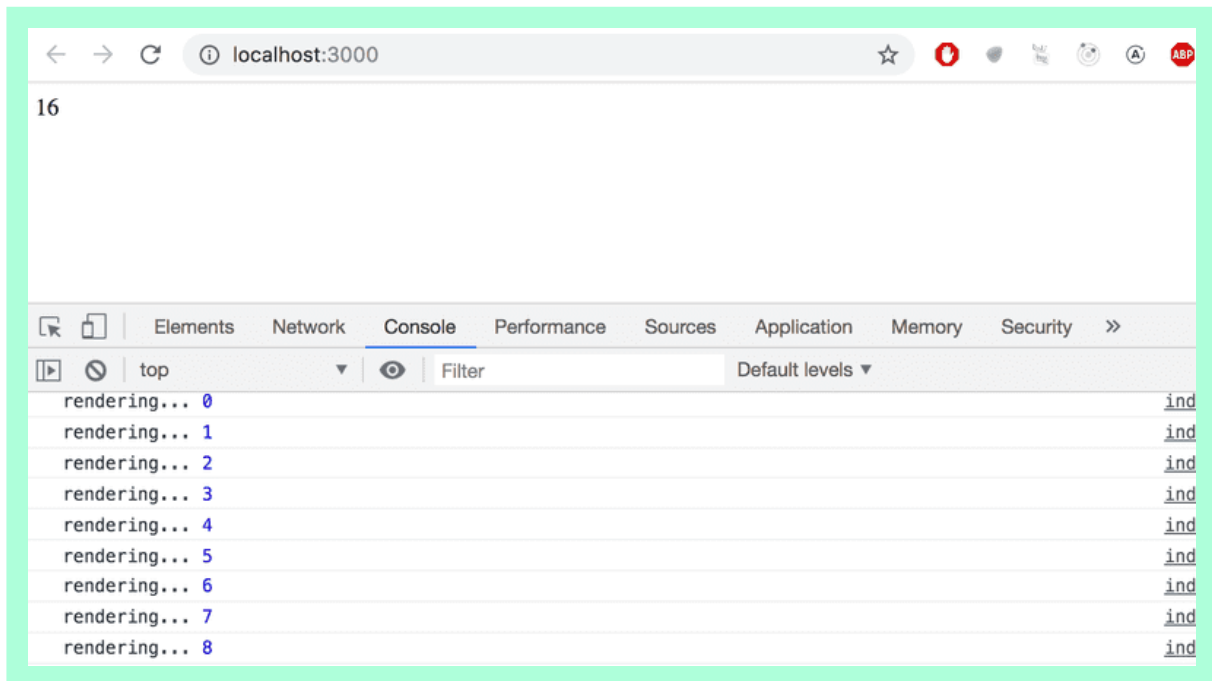 localhost:3000 A ABP
16
Elements Network Console Performance Sources Application Memory Security »
top Filter Default levels
rendering... 0 ind
rendering... 1 ind
rendering... 2 ind
rendering... 3 ind
rendering... 4 ind
rendering... 5 ind
rendering... 6 ind
rendering... 7 ind
rendering... 8 ind